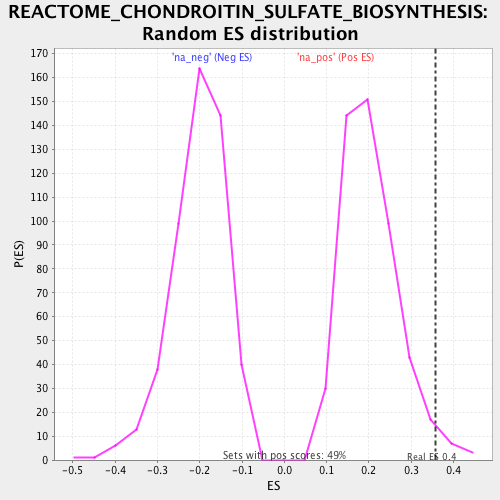 REACTOME_CHONDROITIN_SULFATE_BIOSYNTHESIS:
Random ES distribution
'na_neg' (Neg ES)
'na_pos' (Pos ES)
170
160
150
140
130
120
110
100
90
80
70
60
50
40
30
20
10
0
P(ES)
Sets with pos scores: 49%
Real ES 0.4
-0.5 -0.4 -0.3 -0.2 -0.1 0.0 0.1 0.2 0.3 0.4
ES